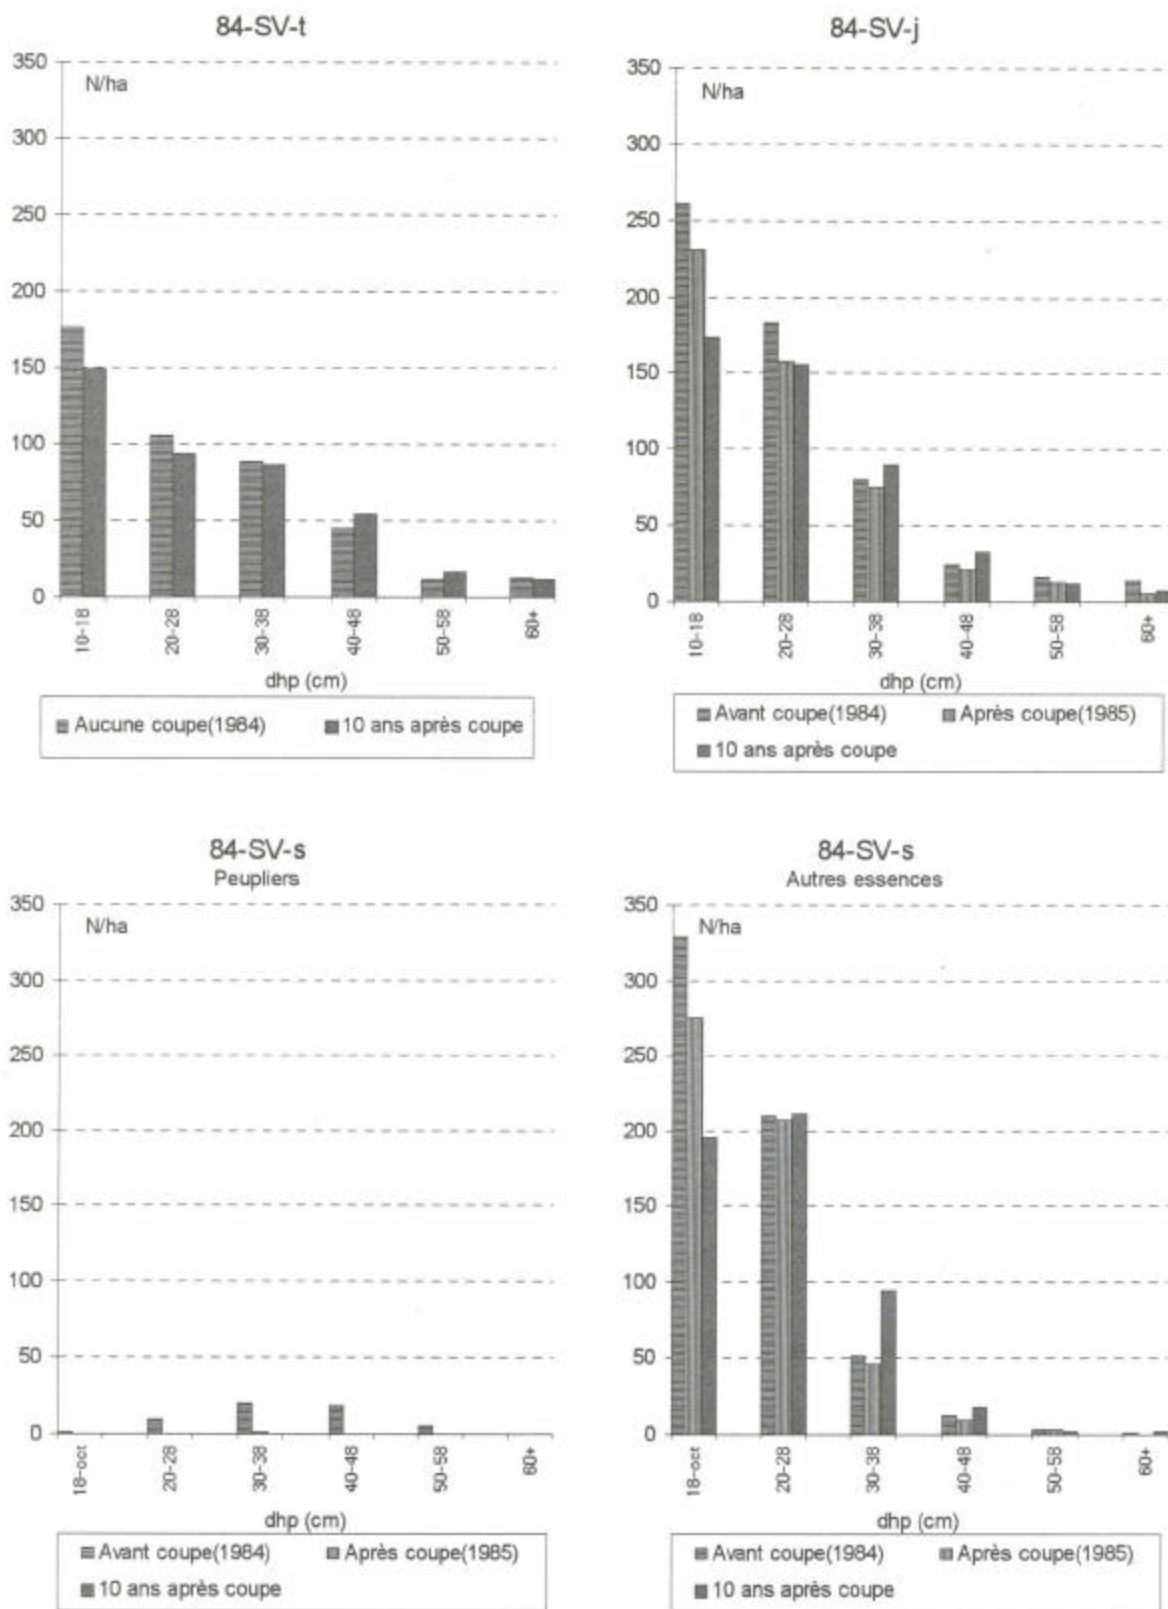 84-SV-t
350
N/ha
300
250
200
150
100
50
0
10-18
20-28
30-38
40-48
50-58
60+
dhp (cm)
Aucune coupe(1984) 10 ans après coupe
84-SV-j
350
N/ha
300
250
200
150
100
50
0
10-18
20-28
30-38
40-48
50-58
60+
dhp (cm)
Avant coupe(1984) Après coupe(1985)
10 ans après coupe
84-SV-s
Peupliers
350
N/ha
300
250
200
150
100
50
0
18-oct
20-28
30-38
40-48
50-58
60+
dhp (cm)
Avant coupe(1984) Après coupe(1985)
10 ans après coupe
84-SV-s
Autres essences
350
N/ha
300
250
200
150
100
50
0
18-oct
20-28
30-38
40-48
50-58
60+
dhp (cm)
Avant coupe(1984) Après coupe(1985)
10 ans après coupe